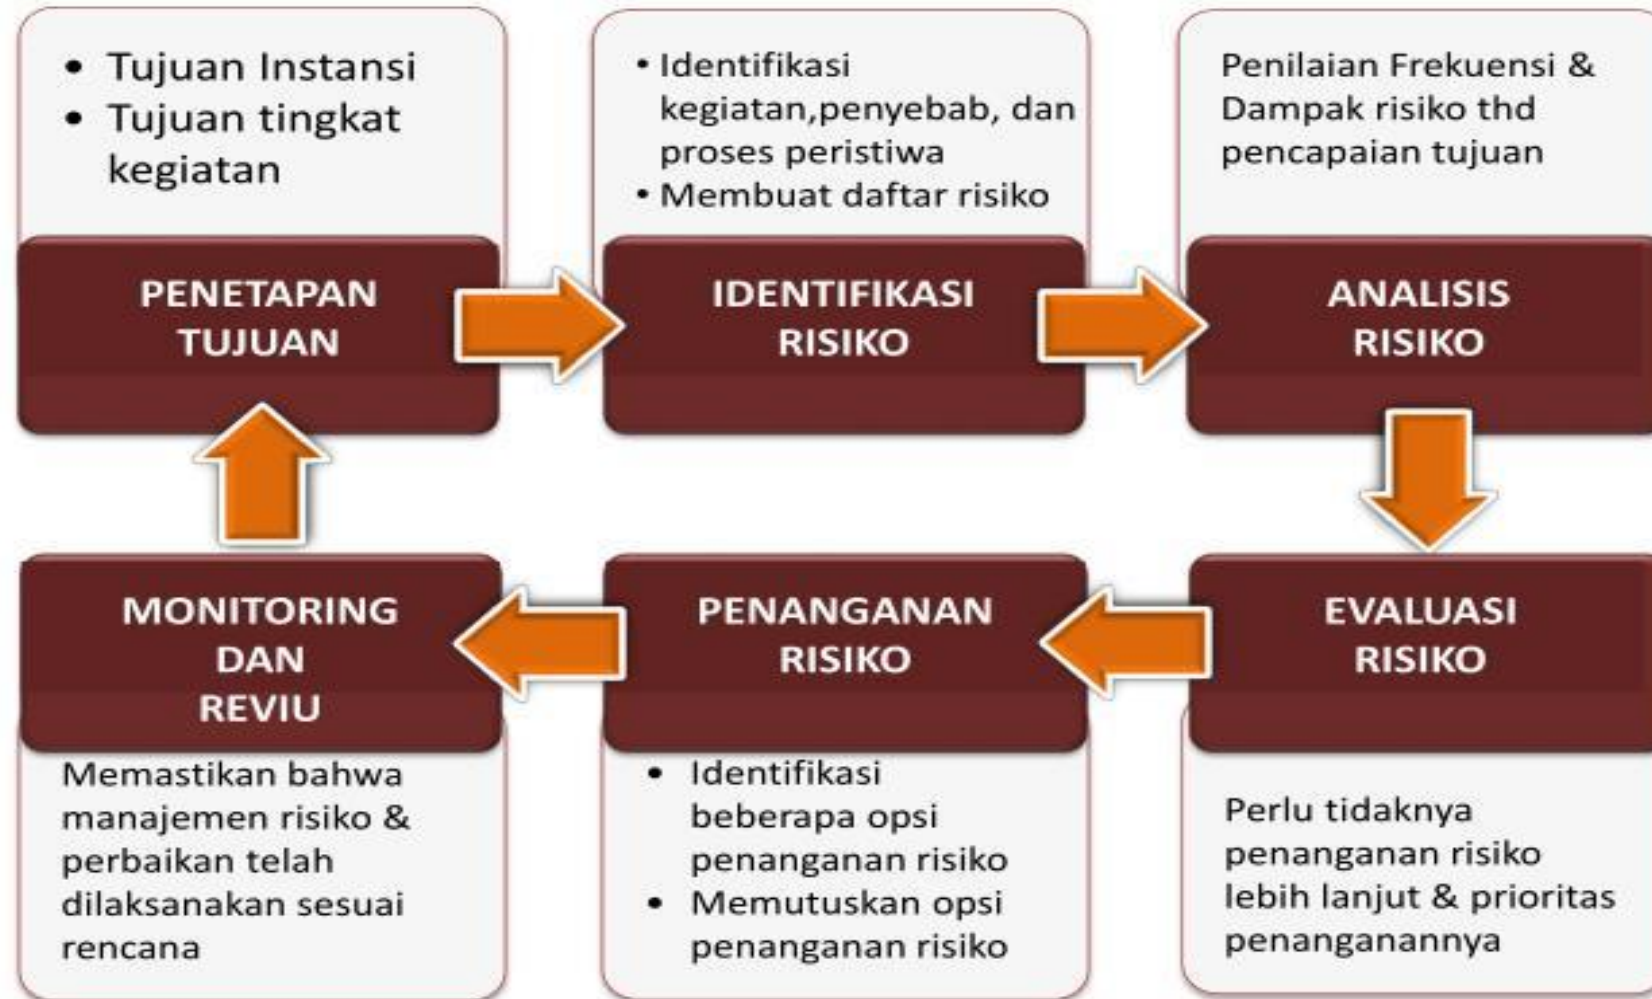 • Tujuan Instansi
• Tujuan tingkat
kegiatan
PENETAPAN
TUJUAN
• Identifikasi
kegiatan,penyebab, dan
proses peristiwa
• Membuat daftar risiko
IDENTIFIKASI
RISIKO
Penilaian Frekuensi &
Dampak risiko thd
pencapaian tujuan
ANALISIS
RISIKO
EVALUASI
RISIKO
Perlu tidaknya
penanganan risiko
lebih lanjut & prioritas
penanganannya
PENANGANAN
RISIKO
• Identifikasi
beberapa opsi
penanganan risiko
• Memutuskan opsi
penanganan risiko
MONITORING
DAN
REVIU
Memastikan bahwa
manajemen risiko &
perbaikan telah
dilaksanakan sesuai
rencana